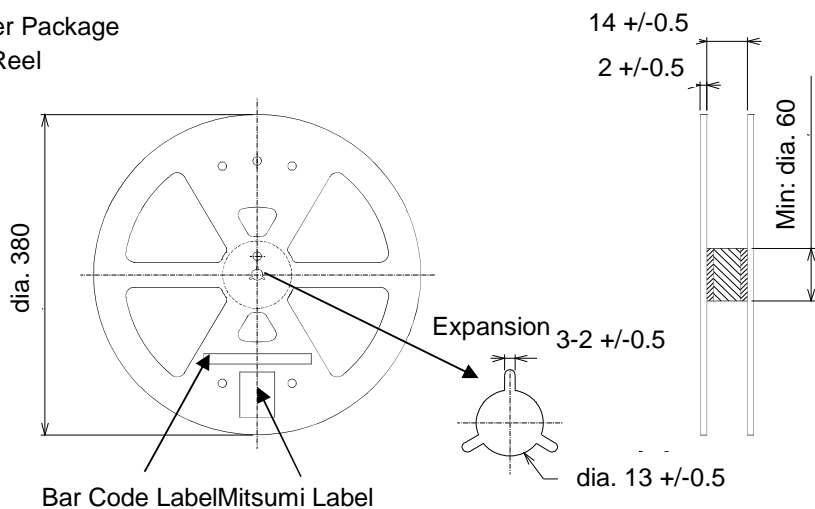 er Package
Reel
14 +/-0.5
2 +/-0.5
Min: dia. 60
dia. 380
Expansion
3-2 +/-0.5
dia. 13 +/-0.5
Bar Code LabelMitsumi Label